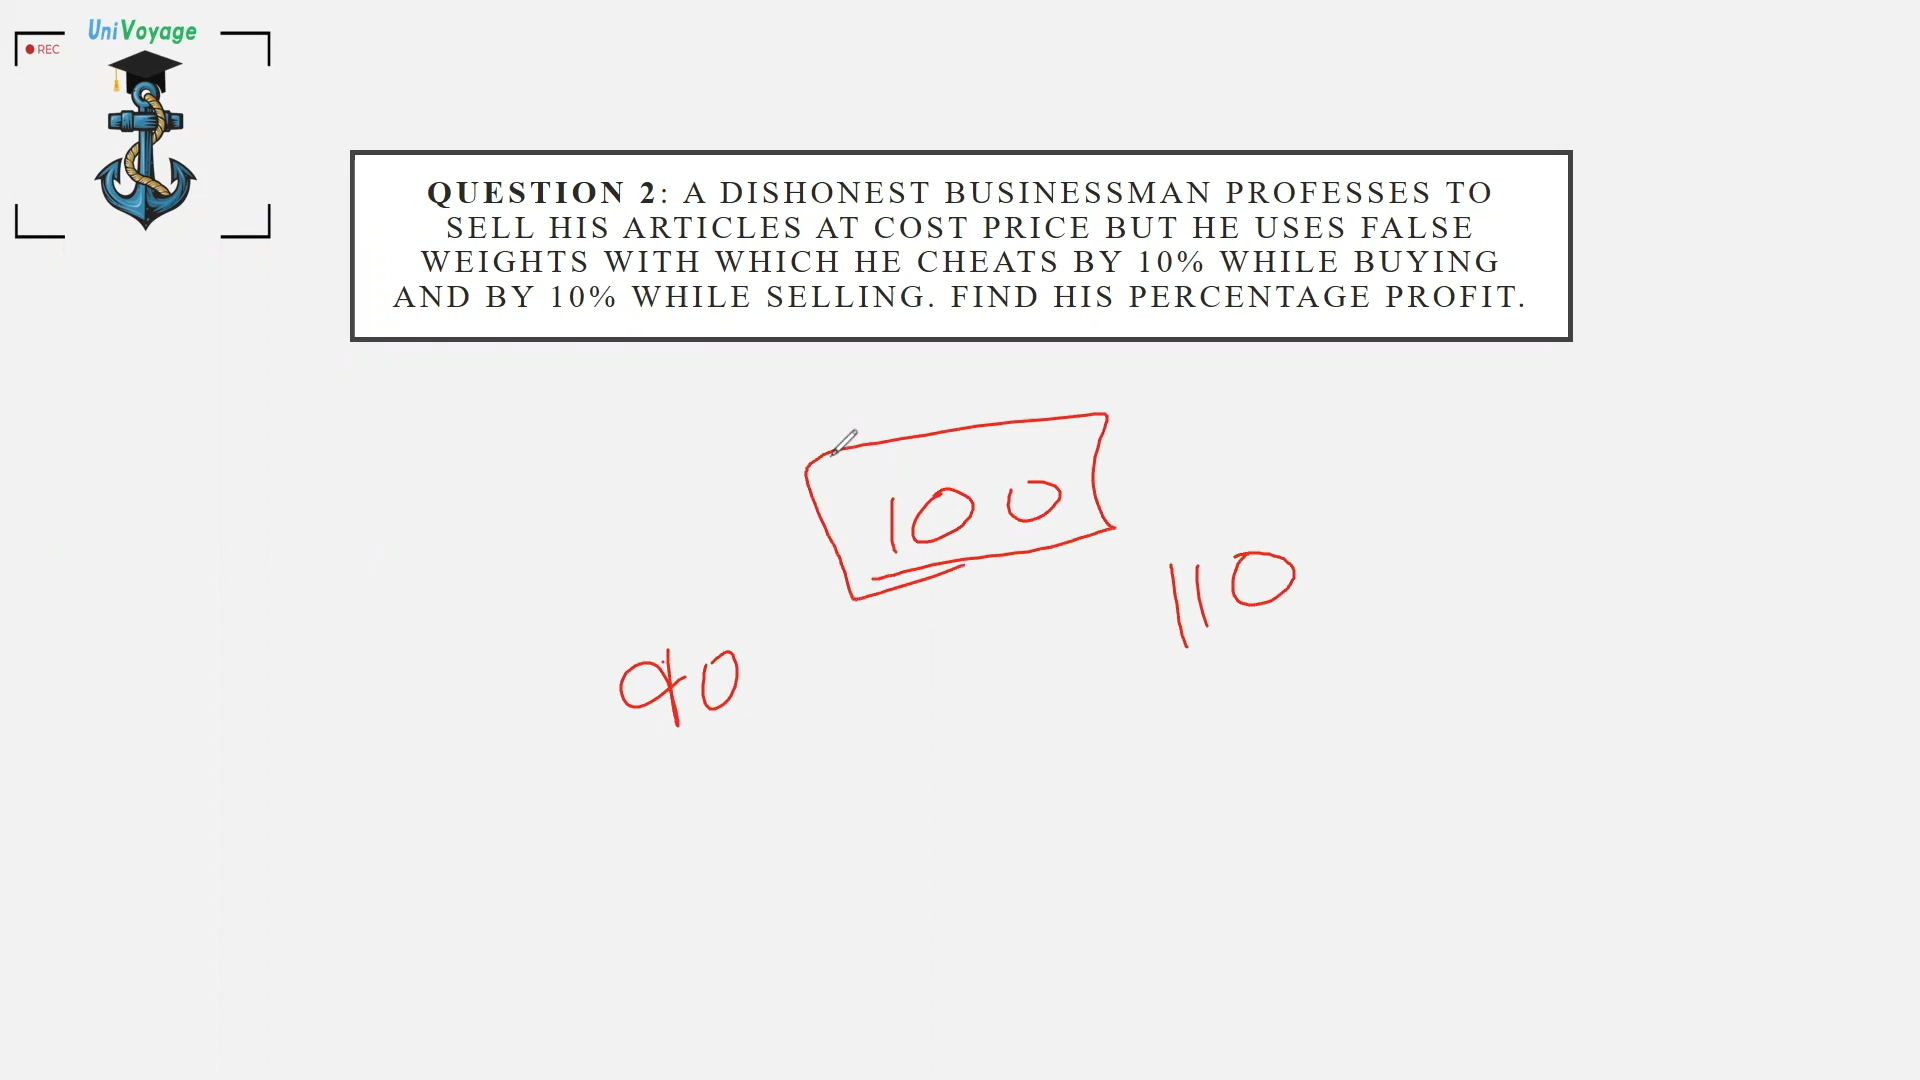 UniVoyage
REC
QUESTION 2: A DISHONEST BUSINESSMAN PROFESSES TO
SELL HIS ARTICLES AT COST PRICE BUT HE USES FALSE
WEIGHTS WITH WHICH HE CHEATS BY 10% WHILE BUYING
AND BY 10% WHILE SELLING. FIND HIS PERCENTAGE PROFIT.
100
110
90